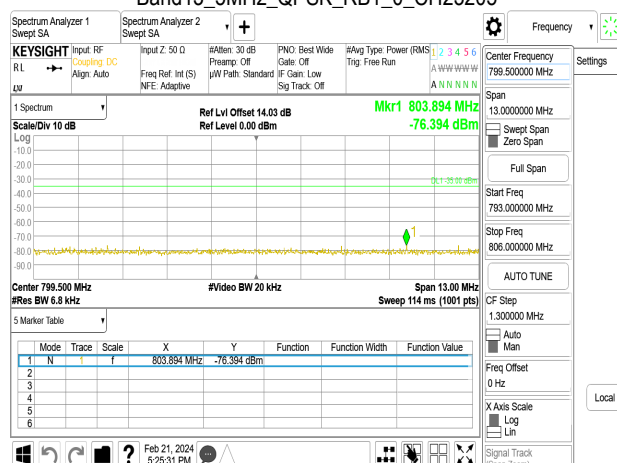 Spectrum Analyzer 1
Swept SA
Spectrum Analyzer 2
Swept SA
Frequency
KEYSIGHT
RL
Input: RF
Coupling: DC
Align: Auto
Input Z: 50 Ω
Freq Ref: Int (S)
NFE: Adaptive
#Atten: 30 dB
Preamp: Off
µW Path: Standard
PNO: Best Wide
Gate: Off
IF Gain: Low
Sig Track: Off
#Avg Type: Power (RMS
Trig: Free Run
1 2 3 4 5 6
A W W W W W
A N N N N N
1 Spectrum
Scale/Div 10 dB
Ref Lvl Offset 14.03 dB
Ref Level 0.00 dBm
Mkr1 803.894 MHz
-76.394 dBm
Log
-10.0
-20.0
-30.0
-40.0
-50.0
-60.0
-70.0
-80.0
-90.0
DL1 -35.00 dBm
1
Center 799.500 MHz
#Video BW 20 kHz
Span 13.00 MHz
#Res BW 6.8 kHz
Sweep 114 ms (1001 pts)
5 Marker Table
Mode Trace Scale X Y Function Function Width Function Value
1 N 1 f 803.894 MHz -76.394 dBm
2
3
4
5
6
Feb 21, 2024
5:25:31 PM
Center Frequency
799.500000 MHz
Span
13.0000000 MHz
Swept Span
Zero Span
Full Span
Start Freq
793.000000 MHz
Stop Freq
806.000000 MHz
AUTO TUNE
CF Step
1.300000 MHz
Auto
Man
Freq Offset
0 Hz
X Axis Scale
Log
Lin
Signal Track
Settings
Local